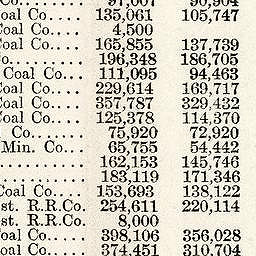 Co........ 97,007 90,904
oal Co.... 135,061 105,747
Coal Co.... 4,500
Coal Co.... 165,855 137,739
o......... 196,348 186,705
Coal Co... 111,095 94,463
Coal Co.... 229,614 169,717
Coal Co.... 357,787 329,432
Coal Co.... 125,378 114,370
Co....... 75,920 72,920
Min. Co... 65,755 54,442
.......... 162,153 145,746
.......... 183,119 171,346
Coal Co.... 153,693 138,122
st. R.R.Co. 254,611 220,114
st. R.R.Co. 8,000
oal Co..... 398,106 356,028
oal Co.... 374,451 310,704